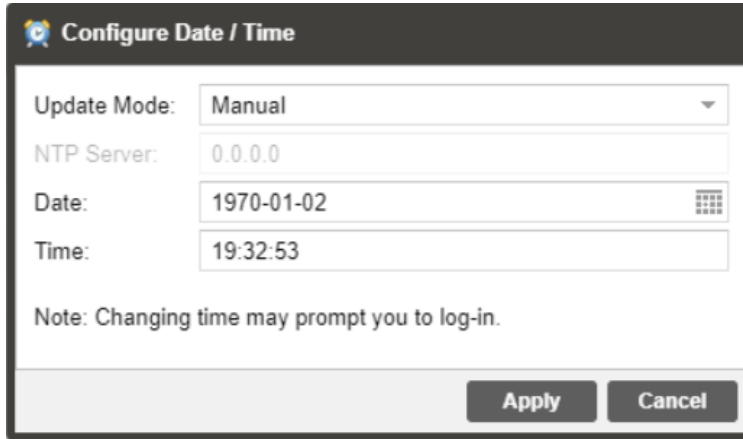 Configure Date / Time
Update Mode: Manual
NTP Server: 0.0.0.0
Date: 1970-01-02
Time: 19:32:53
Note: Changing time may prompt you to log-in.
Apply Cancel